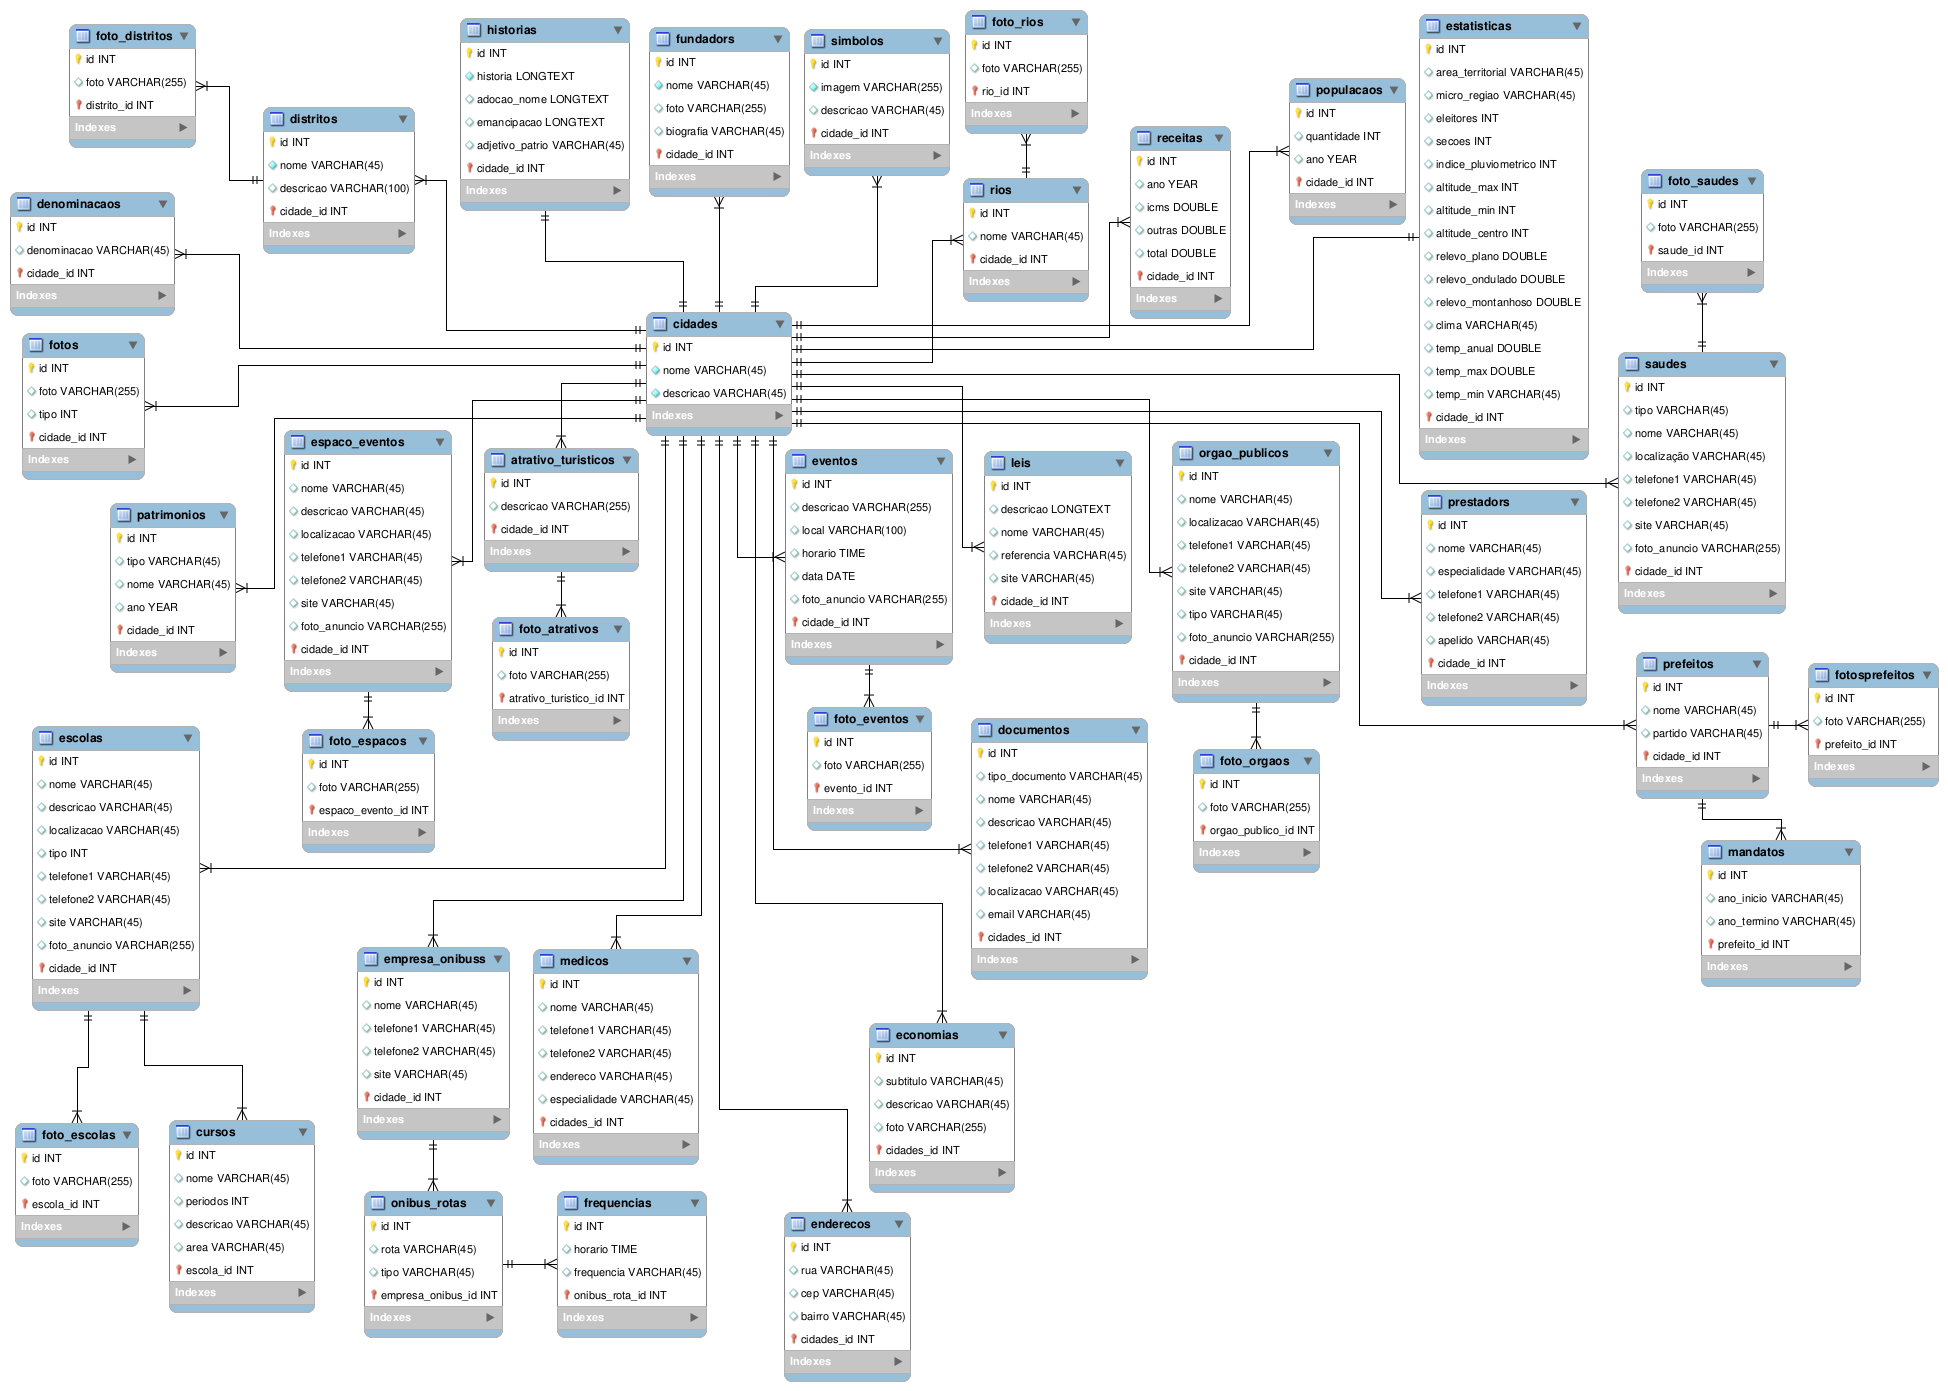 foto_distritos
id INT
foto VARCHAR(255)
distrito_id INT
Indexes
distritos
id INT
nome VARCHAR(45)
descricao VARCHAR(100)
cidade_id INT
Indexes
historias
id INT
historia LONGTEXT
adocao_nome LONGTEXT
emancipacao LONGTEXT
adjetivo_patrio VARCHAR(45)
cidade_id INT
Indexes
fundadors
id INT
nome VARCHAR(45)
foto VARCHAR(255)
biografia VARCHAR(45)
cidade_id INT
Indexes
simbolos
id INT
imagem VARCHAR(255)
descricao VARCHAR(45)
cidade_id INT
Indexes
foto_rios
id INT
foto VARCHAR(255)
rio_id INT
Indexes
rios
id INT
nome VARCHAR(45)
cidade_id INT
Indexes
receitas
id INT
ano YEAR
icms DOUBLE
outras DOUBLE
total DOUBLE
cidade_id INT
Indexes
populacaos
id INT
quantidade INT
ano YEAR
cidade_id INT
Indexes
estatisticas
id INT
area_territorial VARCHAR(45)
micro_regiao VARCHAR(45)
eleitores INT
secoes INT
indice_pluviometrico INT
altitude_max INT
altitude_min INT
altitude_centro INT
relevo_plano DOUBLE
relevo_ondulado DOUBLE
relevo_montanhoso DOUBLE
clima VARCHAR(45)
temp_anual DOUBLE
temp_max DOUBLE
temp_min VARCHAR(45)
cidade_id INT
Indexes
foto_saudes
id INT
foto VARCHAR(255)
saude_id INT
Indexes
denominacaos
id INT
denominacao VARCHAR(45)
cidade_id INT
Indexes
fotos
id INT
foto VARCHAR(255)
tipo INT
cidade_id INT
Indexes
cidades
id INT
nome VARCHAR(45)
descricao VARCHAR(45)
Indexes
saudes
id INT
tipo VARCHAR(45)
nome VARCHAR(45)
localização VARCHAR(45)
telefone1 VARCHAR(45)
telefone2 VARCHAR(45)
site VARCHAR(45)
foto_anuncio VARCHAR(255)
cidade_id INT
Indexes
patrimonios
id INT
tipo VARCHAR(45)
nome VARCHAR(45)
ano YEAR
cidade_id INT
Indexes
espaco_eventos
id INT
nome VARCHAR(45)
descricao VARCHAR(45)
localizacao VARCHAR(45)
telefone1 VARCHAR(45)
telefone2 VARCHAR(45)
site VARCHAR(45)
foto_anuncio VARCHAR(255)
cidade_id INT
Indexes
atrativo_turisticos
id INT
descricao VARCHAR(255)
cidade_id INT
Indexes
foto_atrativos
id INT
foto VARCHAR(255)
atrativo_turistico_id INT
Indexes
eventos
id INT
descricao VARCHAR(255)
local VARCHAR(100)
horario TIME
data DATE
foto_anuncio VARCHAR(255)
cidade_id INT
Indexes
leis
id INT
descricao LONGTEXT
nome VARCHAR(45)
referencia VARCHAR(45)
site VARCHAR(45)
cidade_id INT
Indexes
orgao_publicos
id INT
nome VARCHAR(45)
localizacao VARCHAR(45)
telefone1 VARCHAR(45)
telefone2 VARCHAR(45)
site VARCHAR(45)
tipo VARCHAR(45)
foto_anuncio VARCHAR(255)
cidade_id INT
Indexes
prestadors
id INT
nome VARCHAR(45)
especialidade VARCHAR(45)
telefone1 VARCHAR(45)
telefone2 VARCHAR(45)
apelido VARCHAR(45)
cidade_id INT
Indexes
prefeitos
id INT
nome VARCHAR(45)
partido VARCHAR(45)
cidade_id INT
Indexes
fotosprefeitos
id INT
foto VARCHAR(255)
prefeito_id INT
Indexes
escolas
id INT
nome VARCHAR(45)
descricao VARCHAR(45)
localizacao VARCHAR(45)
tipo INT
telefone1 VARCHAR(45)
telefone2 VARCHAR(45)
site VARCHAR(45)
foto_anuncio VARCHAR(255)
cidade_id INT
Indexes
foto_espacos
id INT
foto VARCHAR(255)
espaco_evento_id INT
Indexes
foto_eventos
id INT
foto VARCHAR(255)
evento_id INT
Indexes
documentos
id INT
tipo_documento VARCHAR(45)
nome VARCHAR(45)
descricao VARCHAR(45)
telefone1 VARCHAR(45)
telefone2 VARCHAR(45)
localizacao VARCHAR(45)
email VARCHAR(45)
cidades_id INT
Indexes
foto_orgaos
id INT
foto VARCHAR(255)
orgao_publico_id INT
Indexes
mandatos
id INT
ano_inicio VARCHAR(45)
ano_termino VARCHAR(45)
prefeito_id INT
Indexes
empresa_onibuss
id INT
nome VARCHAR(45)
telefone1 VARCHAR(45)
telefone2 VARCHAR(45)
site VARCHAR(45)
cidade_id INT
Indexes
medicos
id INT
nome VARCHAR(45)
telefone1 VARCHAR(45)
telefone2 VARCHAR(45)
endereco VARCHAR(45)
especialidade VARCHAR(45)
cidades_id INT
Indexes
economias
id INT
subtitulo VARCHAR(45)
descricao VARCHAR(45)
foto VARCHAR(255)
cidades_id INT
Indexes
foto_escolas
id INT
foto VARCHAR(255)
escola_id INT
Indexes
cursos
id INT
nome VARCHAR(45)
periodos INT
descricao VARCHAR(45)
area VARCHAR(45)
escola_id INT
Indexes
onibus_rotas
id INT
rota VARCHAR(45)
tipo VARCHAR(45)
empresa_onibus_id INT
Indexes
frequencias
id INT
horario TIME
frequencia VARCHAR(45)
onibus_rota_id INT
Indexes
enderecos
id INT
rua VARCHAR(45)
cep VARCHAR(45)
bairro VARCHAR(45)
cidades_id INT
Indexes